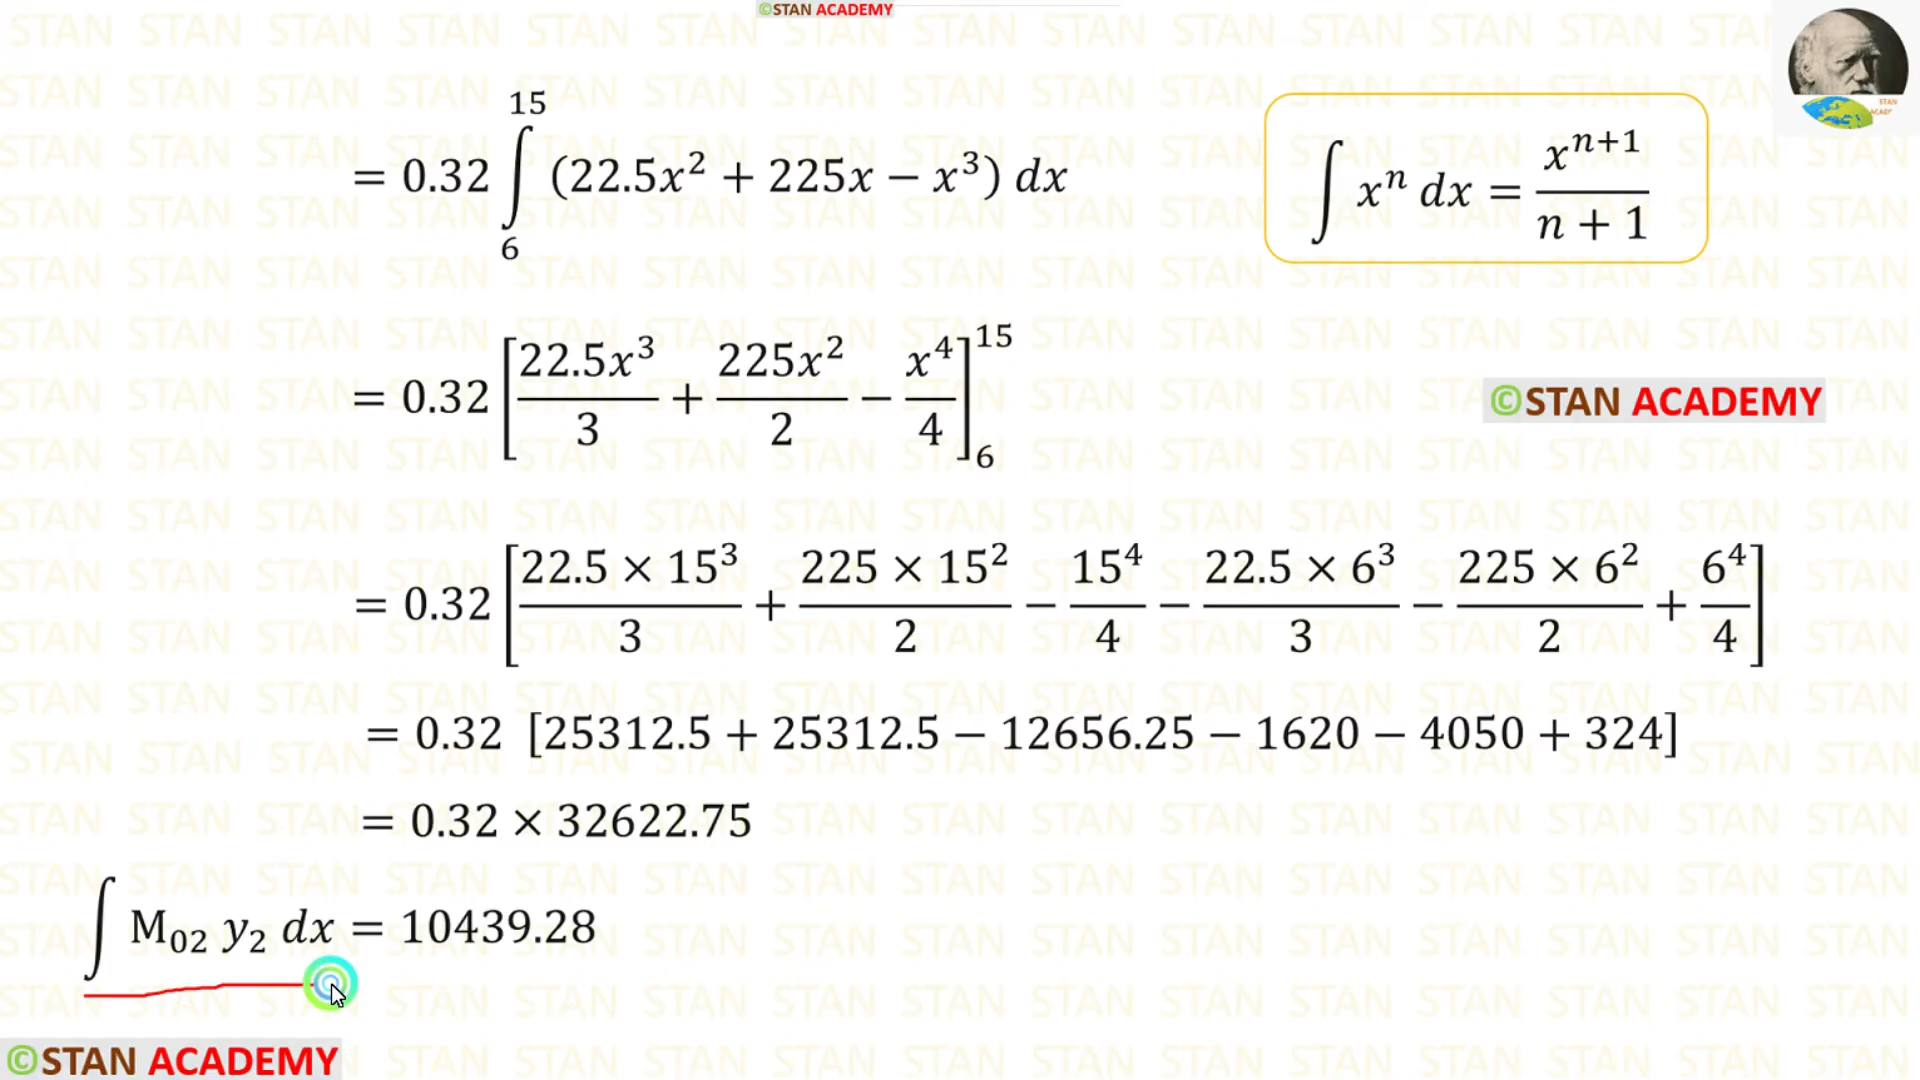 ©STAN ACADEMY
= 0.32 ∫₆¹⁵ (22.5x² + 225x − x³) dx
∫ xⁿ dx = xⁿ⁺¹ / n + 1
= 0.32 [22.5x³/3 + 225x²/2 − x⁴/4]₆¹⁵
©STAN ACADEMY
= 0.32 [22.5 × 15³/3 + 225 × 15²/2 − 15⁴/4 − 22.5 × 6³/3 − 225 × 6²/2 + 6⁴/4]
= 0.32 [25312.5 + 25312.5 − 12656.25 − 1620 − 4050 + 324]
= 0.32 × 32622.75
∫ M₀₂ y₂ dx = 10439.28
©STAN ACADEMY